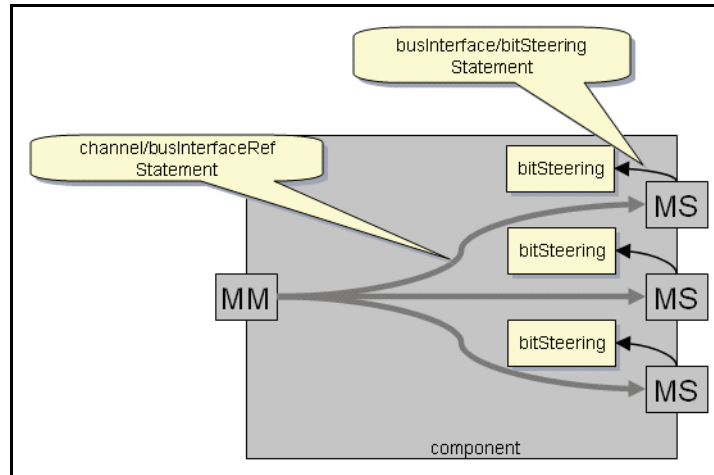 busInterface/bitSteering
Statement
channel/busInterfaceRef
Statement
bitSteering
MS
bitSteering
MM
MS
bitSteering
MS
component